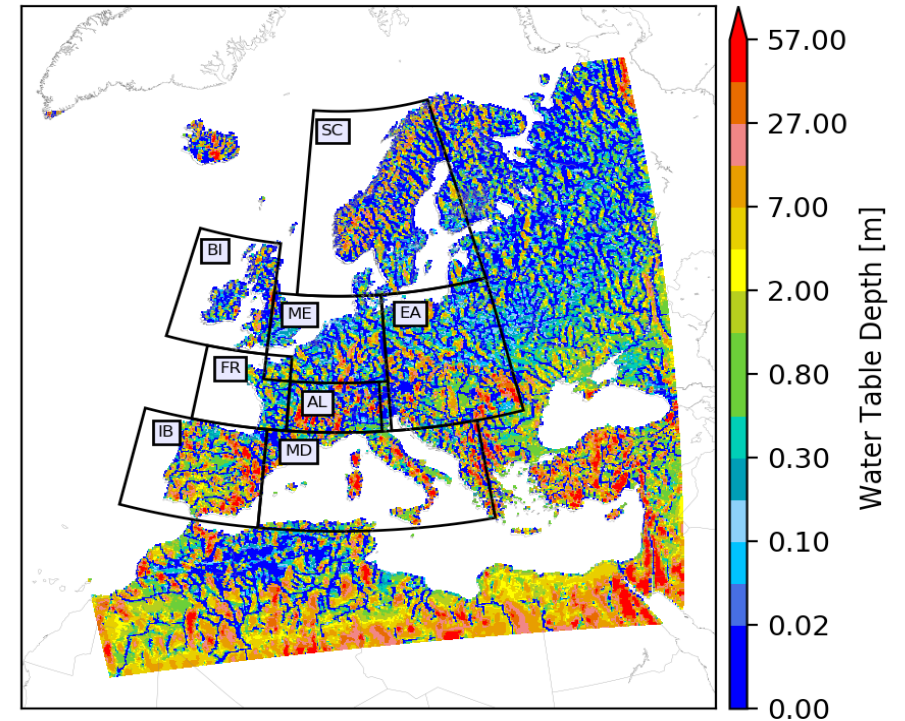 SC
BI
ME
EA
FR
AL
IB
MD
57.00
27.00
7.00
2.00
0.80
0.30
0.10
0.02
0.00
Water Table Depth [m]